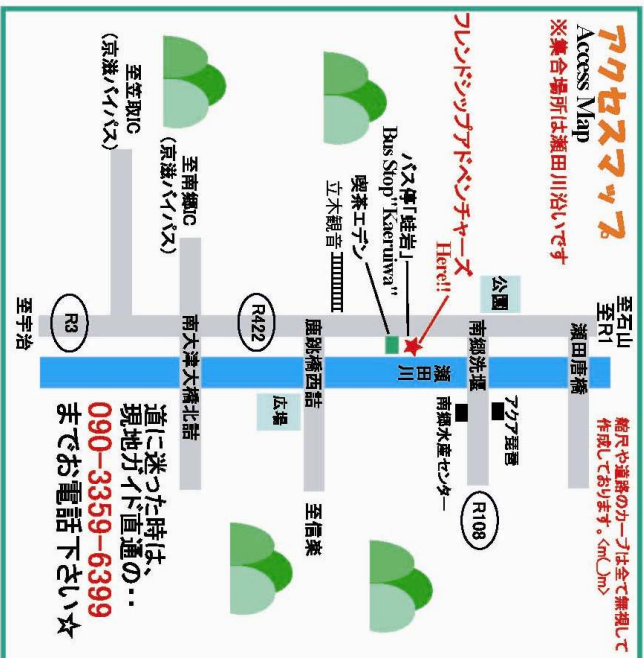 アクセスマップ
Access Map
※集合場所は瀬田川沿いです
縮尺や道路のカーブは全て無視して
作成しております。<m(_)m>
至石山
至R1
瀬田唐橋
公園
アクア琵琶
南郷洗堰
R108
南郷水産センター
フレンドシップアドベンチャーズ
Here!!
バス停「蛙岩」
Bus Stop"Kaeruiwa"
喫茶エデン
立木観音
瀬田川
鹿跳橋西詰
至信楽
広場
R422
至南郷IC
(京滋バイパス)
南大津大橋北詰
至笠取IC
(京滋バイパス)
R3
至宇治
道に迷った時は、
現地ガイド直通の・・
090-3359-6399
までお電話下さい☆